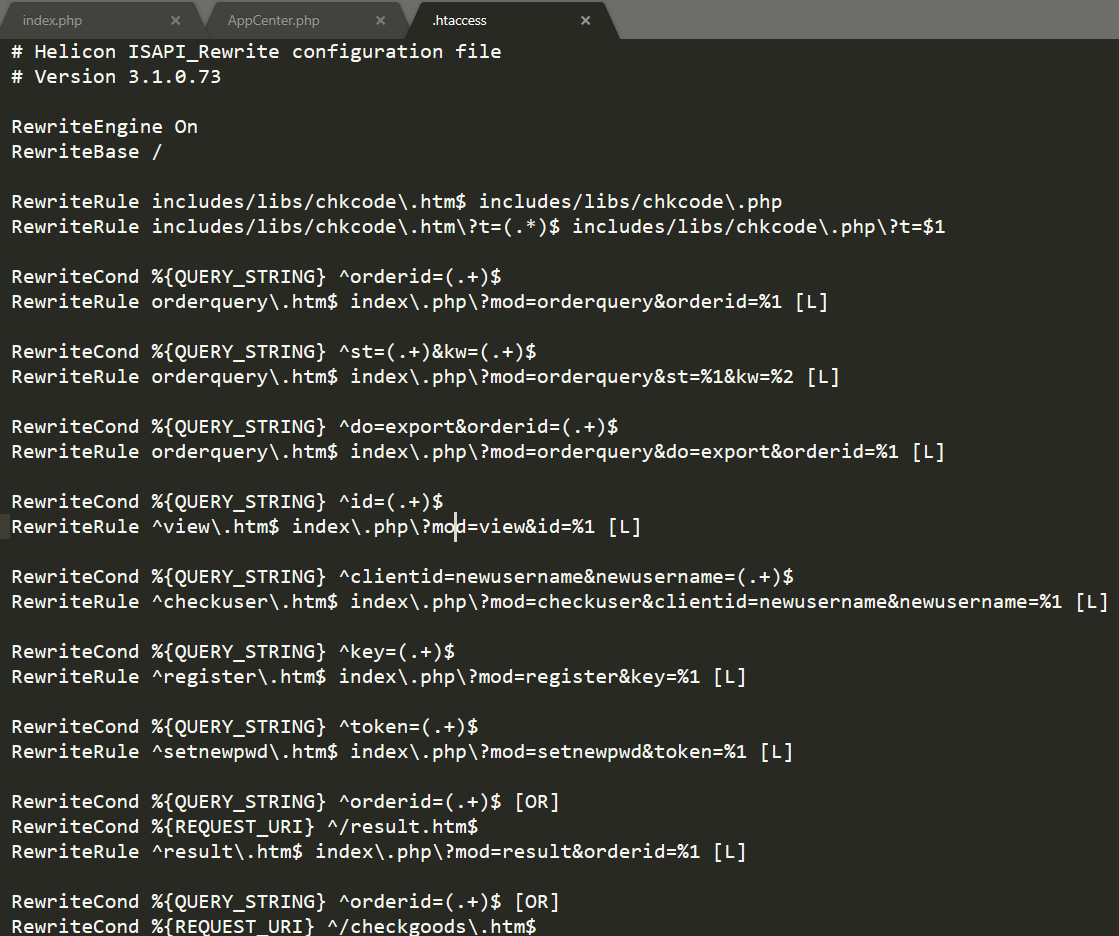 index.php × AppCenter.php × .htaccess ×
# Helicon ISAPI_Rewrite configuration file
# Version 3.1.0.73
RewriteEngine On
RewriteBase /
RewriteRule includes/libs/chkcode\.htm$ includes/libs/chkcode\.php
RewriteRule includes/libs/chkcode\.htm\?t=(.*)$ includes/libs/chkcode\.php\?t=$1
RewriteCond %{QUERY_STRING} ^orderid=(.+)$
RewriteRule orderquery\.htm$ index\.php\?mod=orderquery&orderid=%1 [L]
RewriteCond %{QUERY_STRING} ^st=(.+)&kw=(.+)$
RewriteRule orderquery\.htm$ index\.php\?mod=orderquery&st=%1&kw=%2 [L]
RewriteCond %{QUERY_STRING} ^do=export&orderid=(.+)$
RewriteRule orderquery\.htm$ index\.php\?mod=orderquery&do=export&orderid=%1 [L]
RewriteCond %{QUERY_STRING} ^id=(.+)$
RewriteRule ^view\.htm$ index\.php\?mod=view&id=%1 [L]
RewriteCond %{QUERY_STRING} ^clientid=newusername&newusername=(.+)$
RewriteRule ^checkuser\.htm$ index\.php\?mod=checkuser&clientid=newusername&newusername=%1 [L]
RewriteCond %{QUERY_STRING} ^key=(.+)$
RewriteRule ^register\.htm$ index\.php\?mod=register&key=%1 [L]
RewriteCond %{QUERY_STRING} ^token=(.+)$
RewriteRule ^setnewpwd\.htm$ index\.php\?mod=setnewpwd&token=%1 [L]
RewriteCond %{QUERY_STRING} ^orderid=(.+)$ [OR]
RewriteCond %{REQUEST_URI} ^/result.htm$
RewriteRule ^result\.htm$ index\.php\?mod=result&orderid=%1 [L]
RewriteCond %{QUERY_STRING} ^orderid=(.+)$ [OR]
RewriteCond %{REQUEST_URI} ^/checkgoods\.htm$